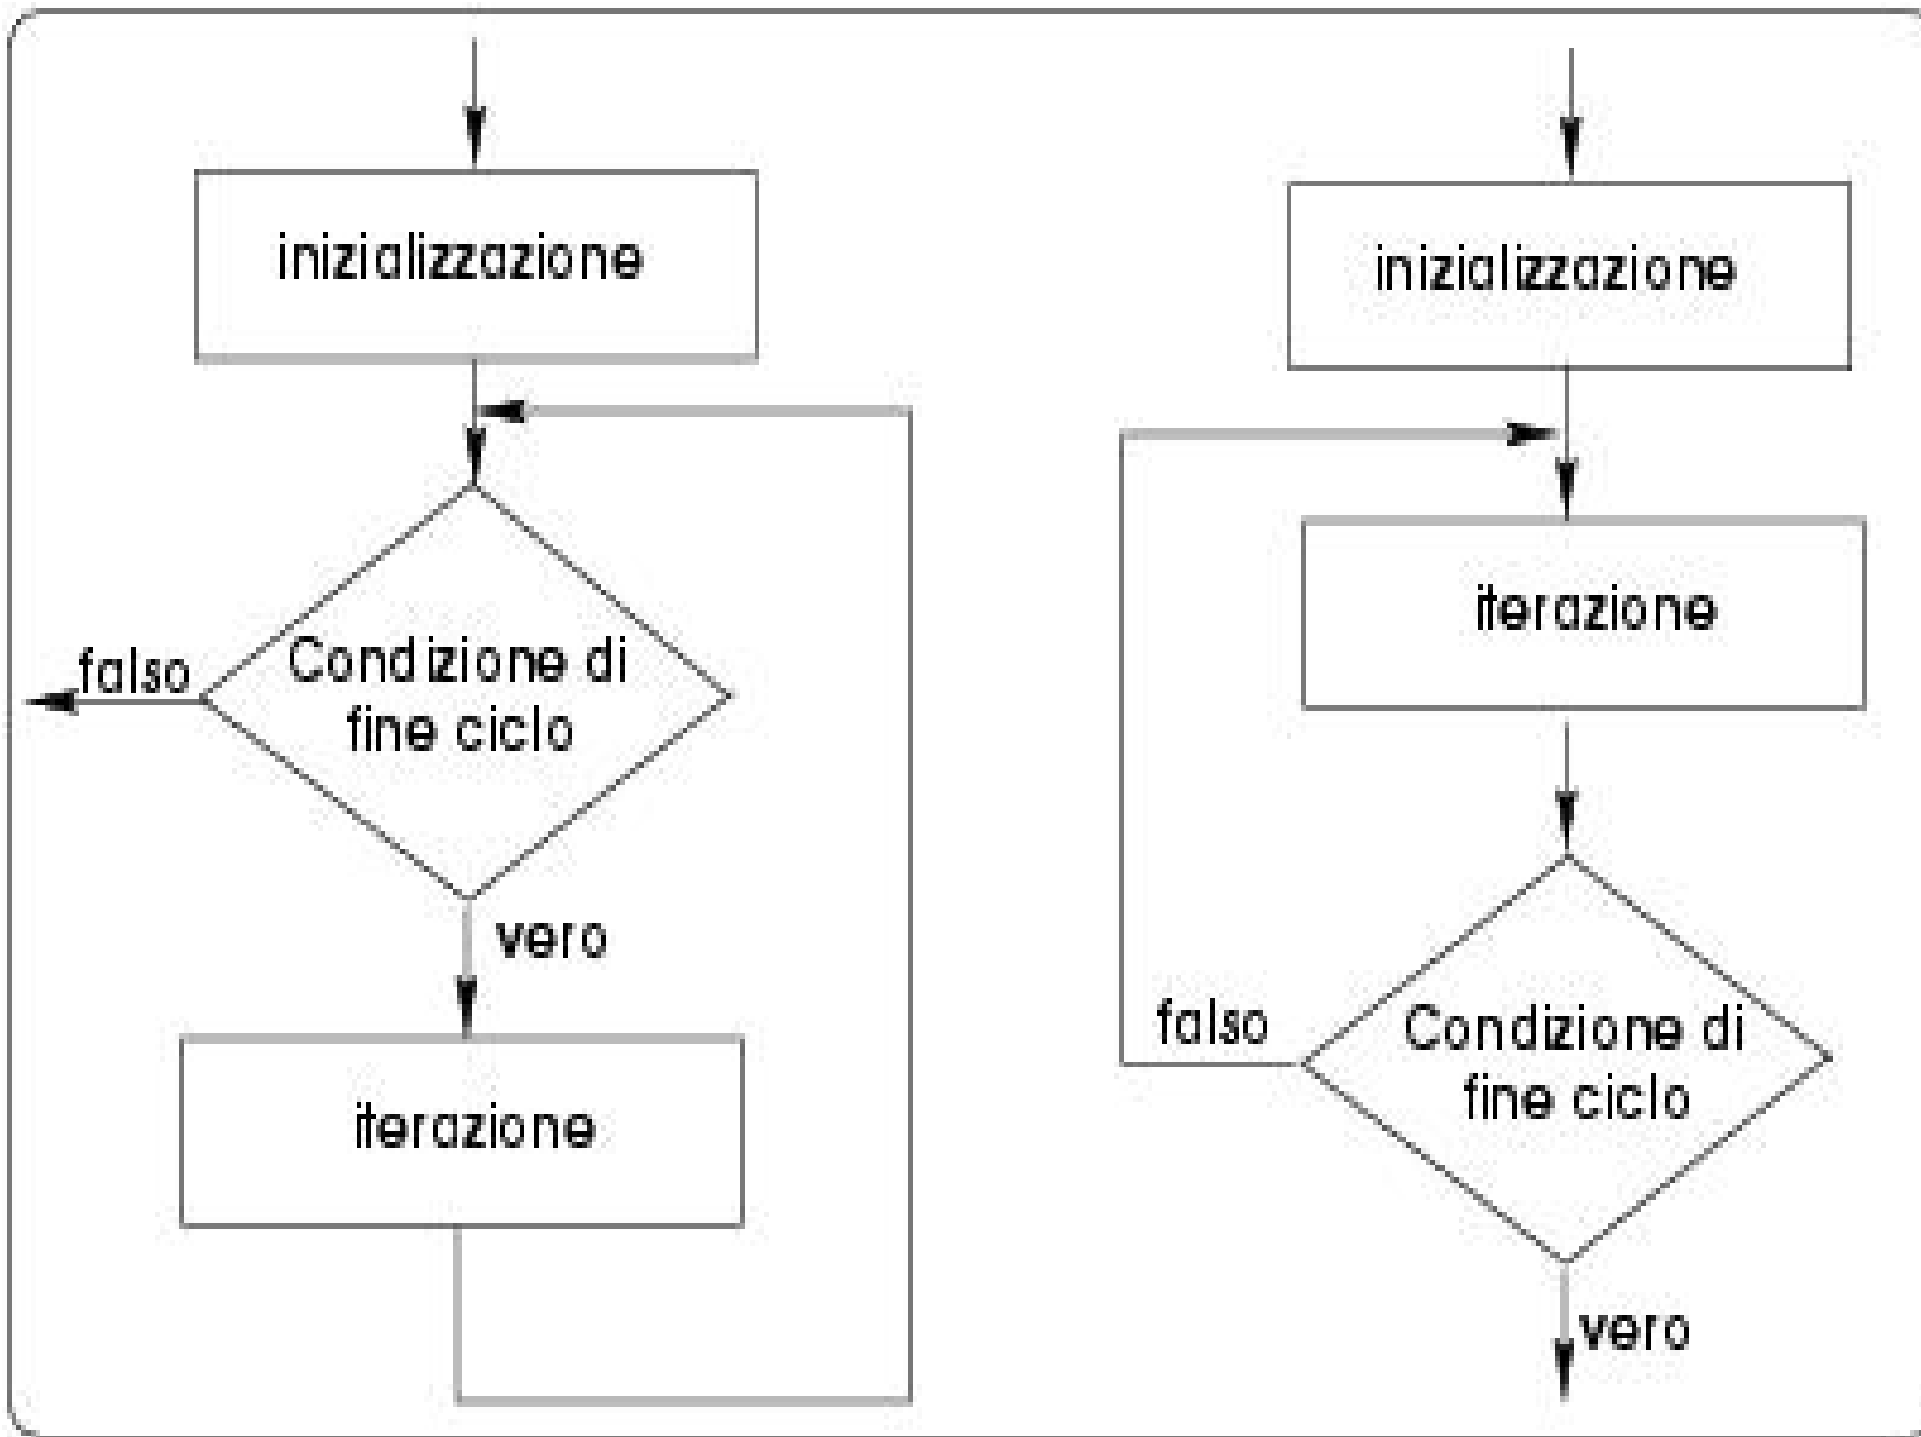 inizializzazione
Condizione di
fine ciclo
falso
vero
iterazione
inizializzazione
iterazione
Condizione di
fine ciclo
falso
vero